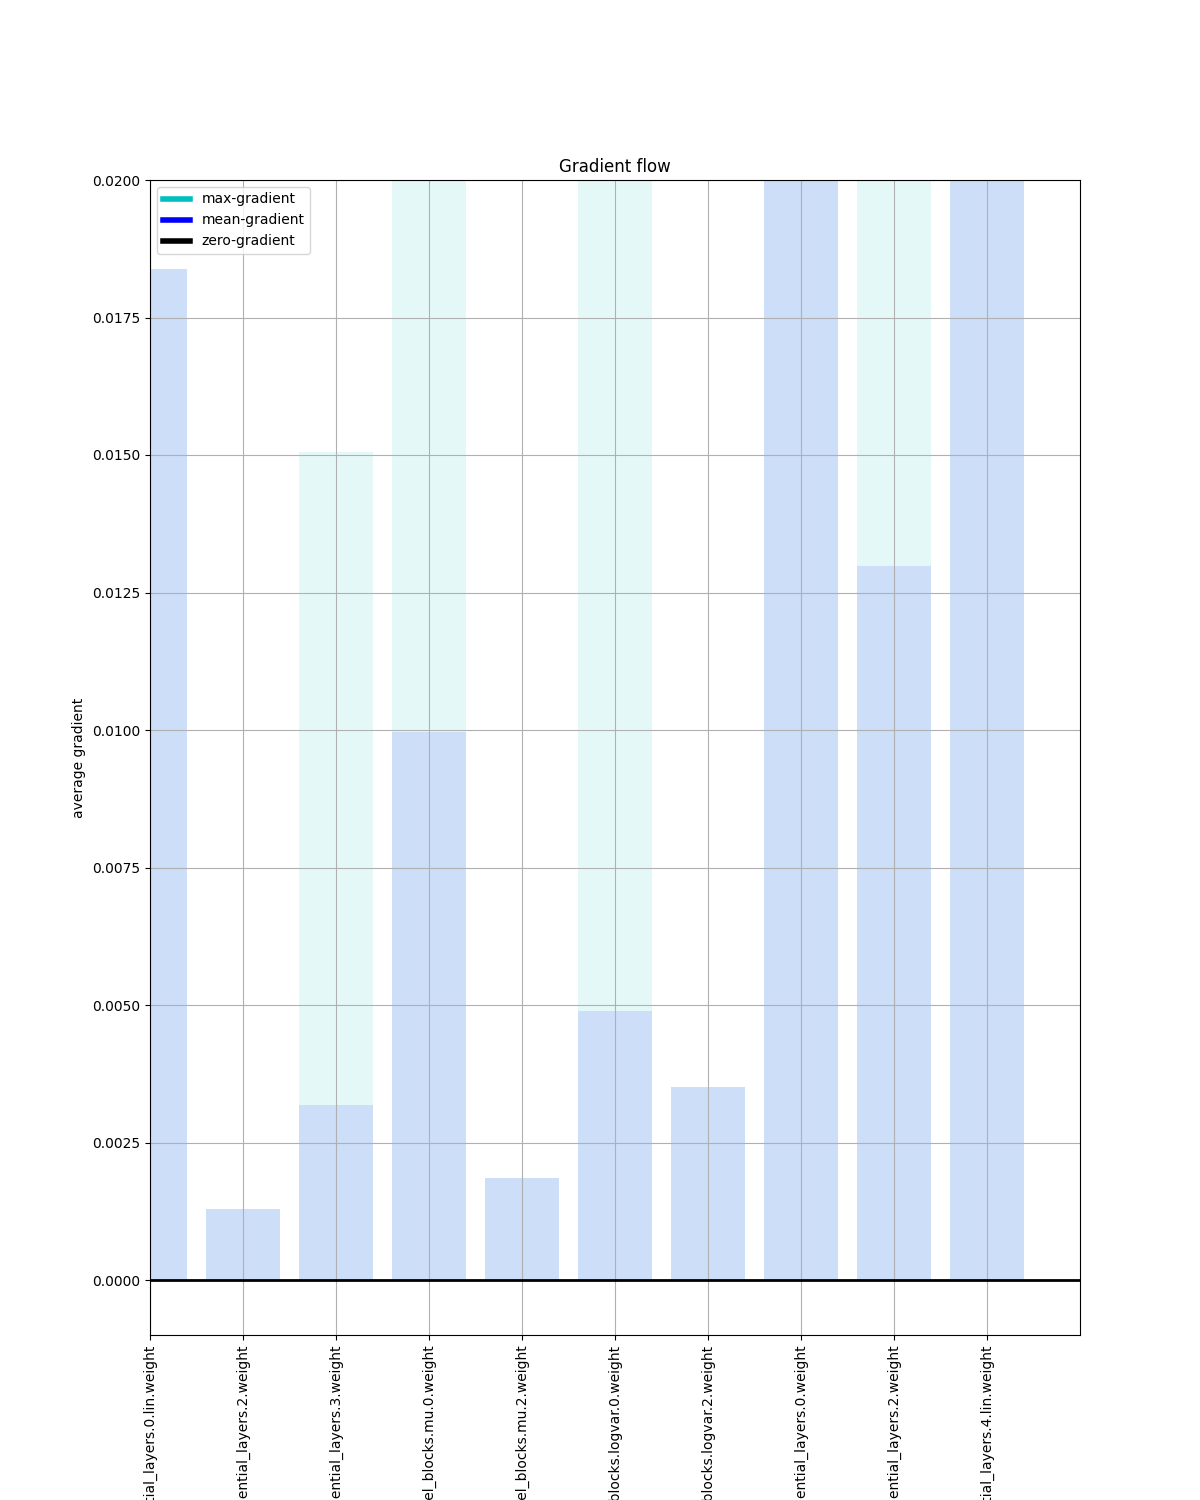 Gradient flow
max-gradient
mean-gradient
zero-gradient
0.0200
0.0175
0.0150
0.0125
0.0100
0.0075
0.0050
0.0025
0.0000
average gradient
tial_layers.0.lin.weight
ential_layers.2.weight
ential_layers.3.weight
el_blocks.mu.0.weight
el_blocks.mu.2.weight
blocks.logvar.0.weight
blocks.logvar.2.weight
ential_layers.0.weight
ential_layers.2.weight
tial_layers.4.lin.weight